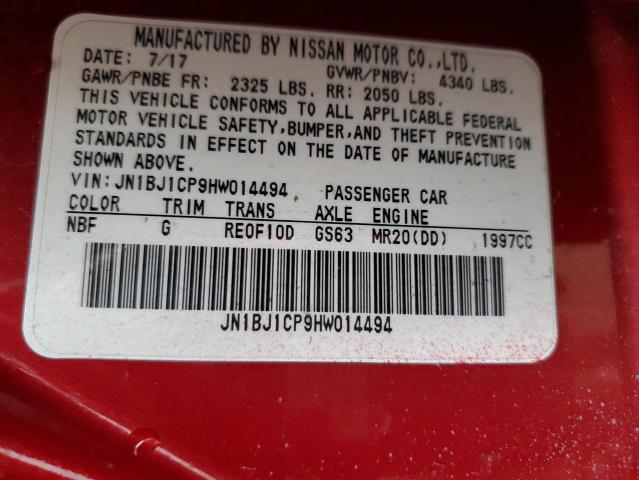 MANUFACTURED BY NISSAN MOTOR CO.,LTD.
DATE: 7/17 GVWR/PNBV: 4340 LBS.
GAWR/PNBE FR: 2325 LBS. RR: 2050 LBS.
THIS VEHICLE CONFORMS TO ALL APPLICABLE FEDERAL
MOTOR VEHICLE SAFETY,BUMPER,AND THEFT PREVENTION
STANDARDS IN EFFECT ON THE DATE OF MANUFACTURE
SHOWN ABOVE.
VIN:JN1BJ1CP9HW014494 PASSENGER CAR
COLOR TRIM TRANS AXLE ENGINE
NBF G RE0F10D GS63 MR20(DD) 1997CC
JN1BJ1CP9HW014494